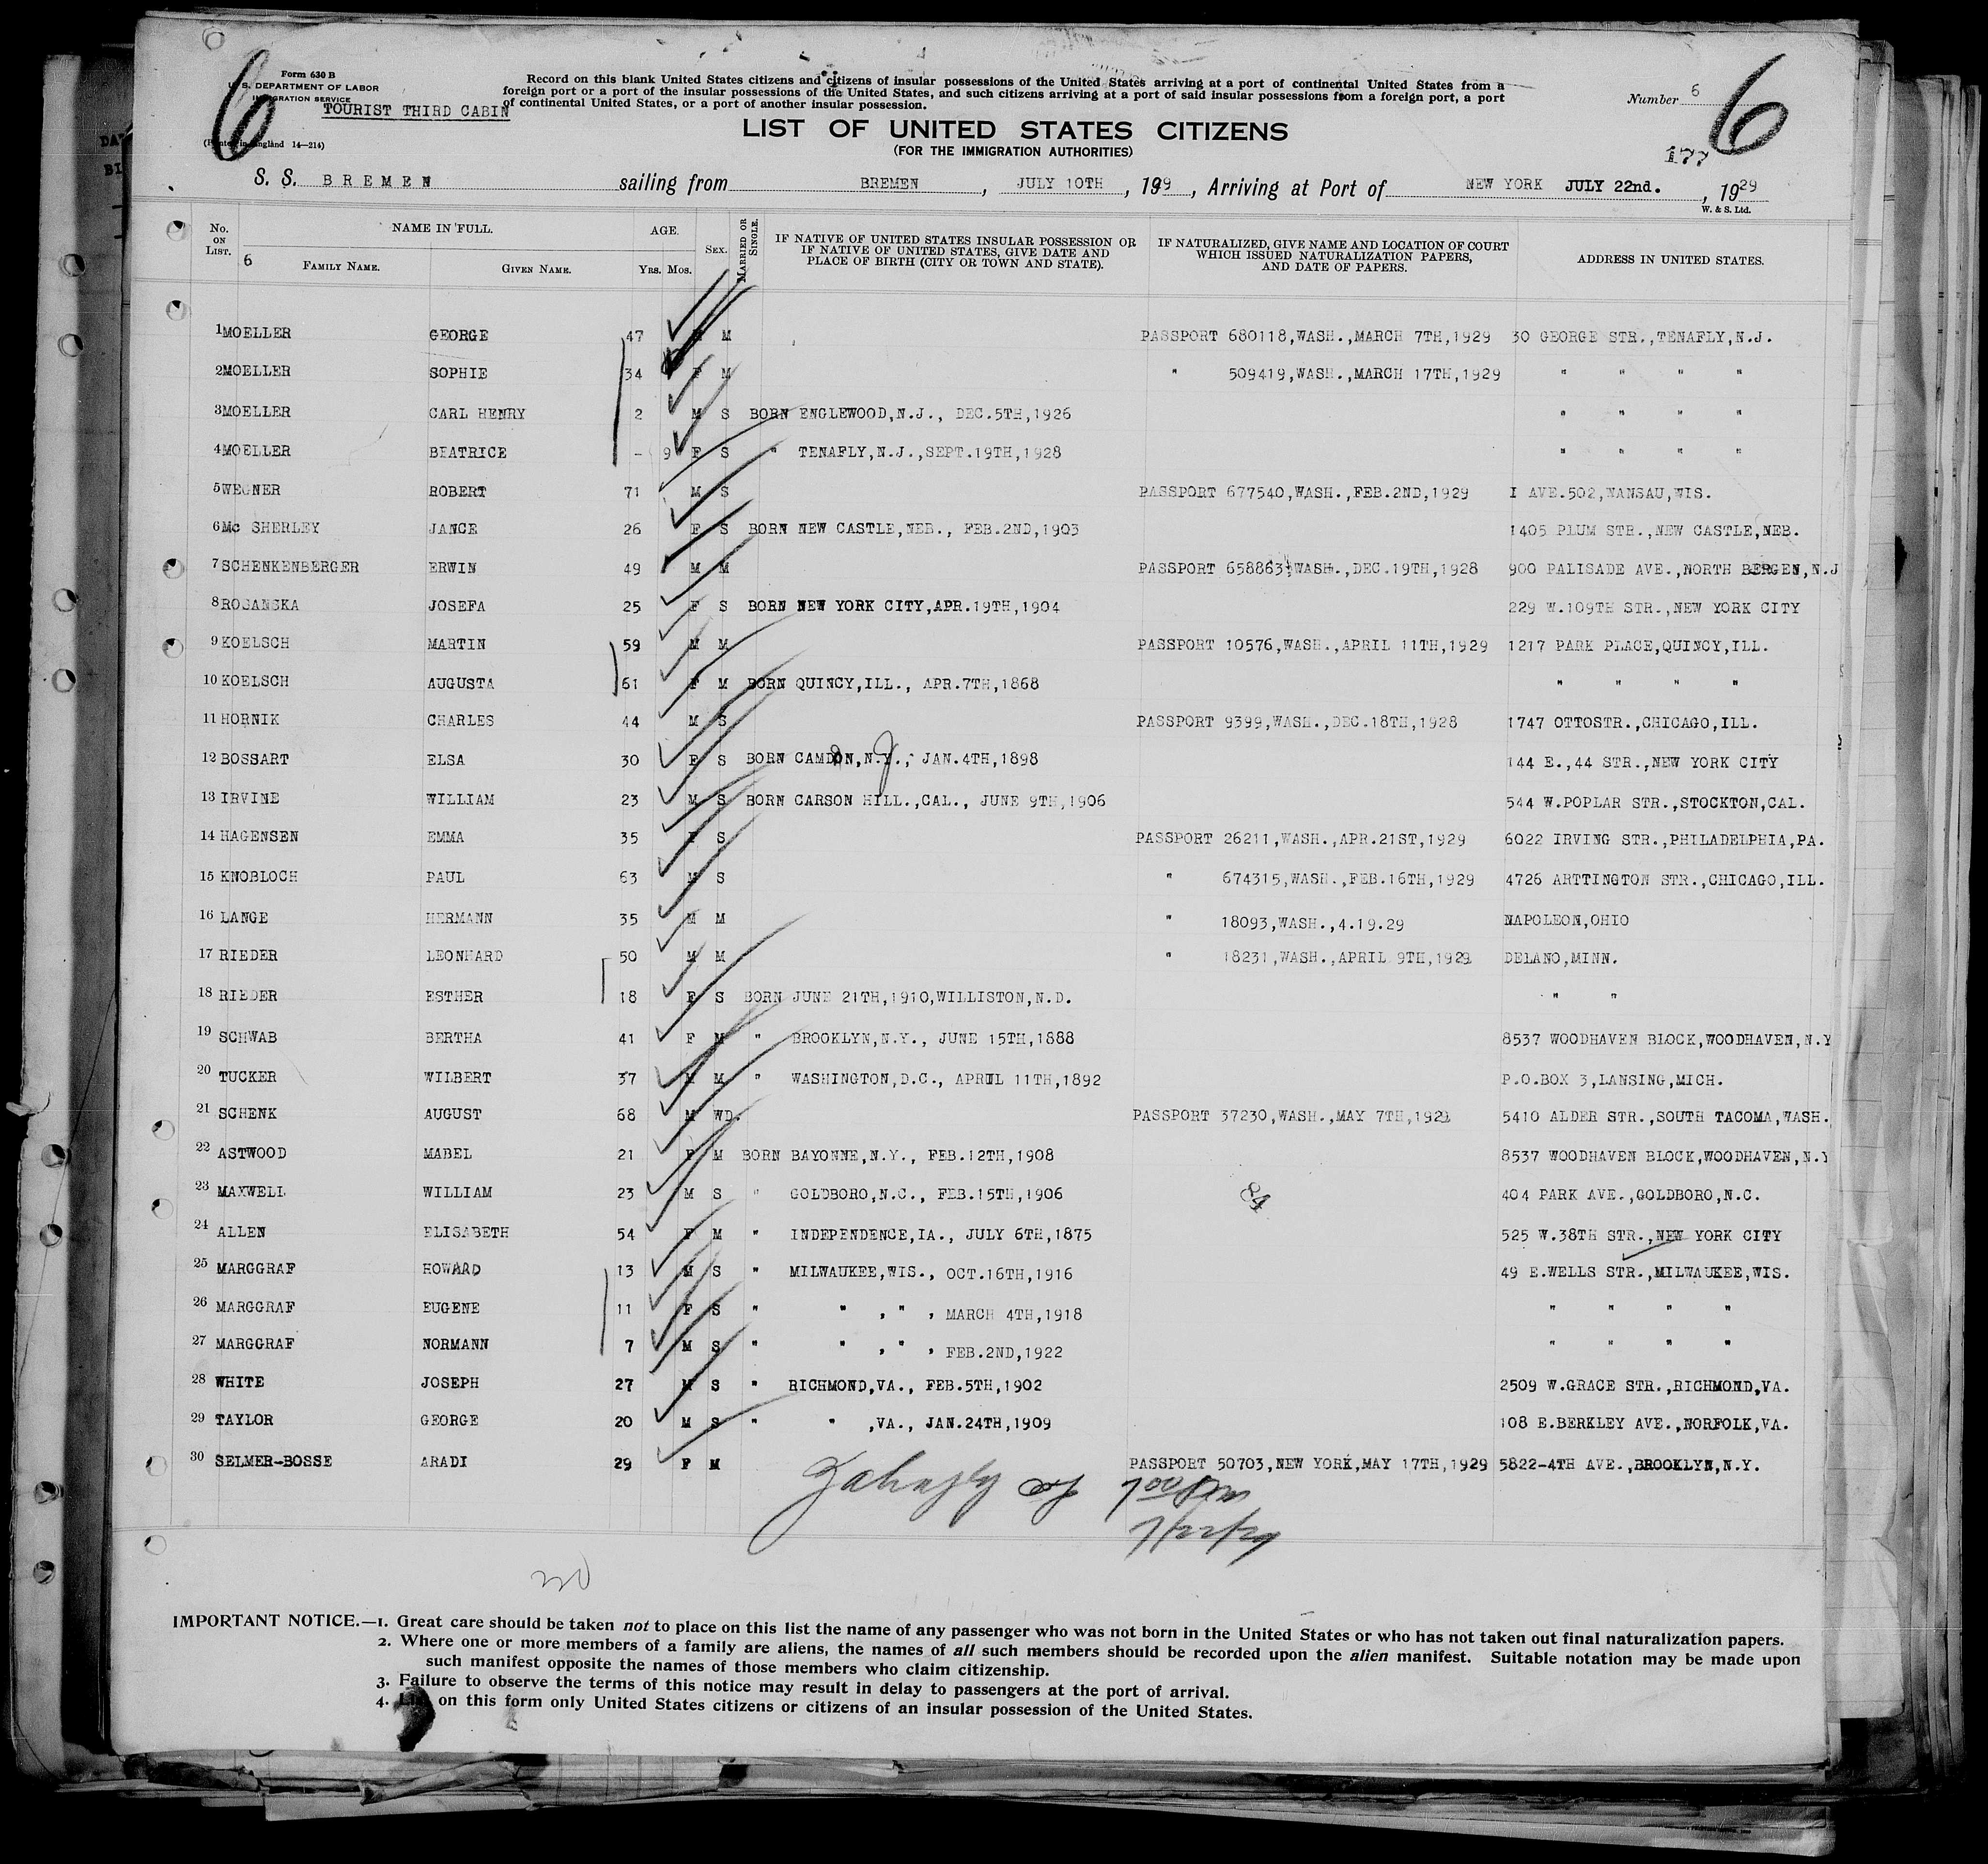 6
Form 630 B
U. S. DEPARTMENT OF LABOR
IMMIGRATION SERVICE
TOURIST THIRD CABIN
(Printed in England 14—214)
Record on this blank United States citizens and citizens of insular possessions of the United States arriving at a port of continental United States from a
foreign port or a port of the insular possessions of the United States, and such citizens arriving at a port of said insular possessions from a foreign port, a port
of continental United States, or a port of another insular possession.
Number 6
6
LIST OF UNITED STATES CITIZENS
(FOR THE IMMIGRATION AUTHORITIES)
177
S. S. BREMEN sailing from BREMEN, JULY 10TH, 199, Arriving at Port of NEW YORK JULY 22nd., 1929
W. & S. Ltd.
No. ON LIST. NAME IN FULL. AGE. SEX. MARRIED OR SINGLE. IF NATIVE OF UNITED STATES INSULAR POSSESSION OR IF NATIVE OF UNITED STATES, GIVE DATE AND PLACE OF BIRTH (CITY OR TOWN AND STATE). IF NATURALIZED, GIVE NAME AND LOCATION OF COURT WHICH ISSUED NATURALIZATION PAPERS, AND DATE OF PAPERS. ADDRESS IN UNITED STATES.
6 FAMILY NAME. GIVEN NAME. YRS. MOS.
1 MOELLER GEORGE 47 M PASSPORT 680118,WASH.,MARCH 7TH,1929 30 GEORGE STR.,TENAFLY,N.J.
2 MOELLER SOPHIE 34 F M " 509419,WASH.,MARCH 17TH,1929 " " " "
3 MOELLER CARL HENRY 2 M S BORN ENGLEWOOD,N.J., DEC.5TH,1926 " " " "
4 MOELLER BEATRICE - 9 F S " TENAFLY,N.J.,SEPT.19TH,1928 " " " "
5 WEGNER ROBERT 71 M S PASSPORT 677540,WASH.,FEB.2ND,1929 I AVE.502,WANSAU,WIS.
6 Mc SHERLEY JANCE 26 F S BORN NEW CASTLE,NEB., FEB.2ND,1903 1405 PLUM STR.,NEW CASTLE,NEB.
7 SCHENKENBERGER ERWIN 49 M M PASSPORT 658863,WASH.,DEC.19TH,1928 900 PALISADE AVE.,NORTH BERGEN,N.J
8 ROSANSKA JOSEFA 25 F S BORN NEW YORK CITY,APR.19TH,1904 229 W.109TH STR.,NEW YORK CITY
9 KOELSCH MARTIN 59 M M PASSPORT 10576,WASH.,APRIL 11TH,1929 1217 PARK PLACE,QUINCY,ILL.
10 KOELSCH AUGUSTA 61 F M BORN QUINCY,ILL., APR.7TH,1868 " " " "
11 HORNIK CHARLES 44 M S PASSPORT 9399,WASH.,DEC.18TH,1928 1747 OTTOSTR.,CHICAGO,ILL.
12 BOSSART ELSA 30 F S BORN CAMDON,N.J., JAN.4TH,1898 144 E.,44 STR.,NEW YORK CITY
13 IRVINE WILLIAM 23 M S BORN CARSON HILL.,CAL., JUNE 9TH,1906 544 W.POPLAR STR.,STOCKTON,CAL.
14 HAGENSEN EMMA 35 F S PASSPORT 26211,WASH.,APR.21ST,1929 6022 IRVING STR.,PHILADELPHIA,PA.
15 KNOBLOCH PAUL 63 M S " 674315,WASH.,FEB.16TH,1929 4726 ARTTINGTON STR.,CHICAGO,ILL.
16 LANGE HERMANN 35 M M " 18093,WASH.,4.19.29 NAPOLEON,OHIO
17 RIEDER LEONHARD 50 M M " 18231,WASH.,APRIL 9TH,1929 DELANO,MINN.
18 RIEDER ESTHER 18 F S BORN JUNE 21TH,1910,WILLISTON,N.D. " "
19 SCHWAB BERTHA 41 F M " BROOKLYN,N.Y., JUNE 15TH,1888 8537 WOODHAVEN BLOCK,WOODHAVEN,N.Y
20 TUCKER WILBERT 37 M M " WASHINGTON,D.C., APRIL 11TH,1892 P.O.BOX 3,LANSING,MICH.
21 SCHENK AUGUST 68 M WD. PASSPORT 37230,WASH.,MAY 7TH,1929 5410 ALDER STR.,SOUTH TACOMA,WASH.
22 ASTWOOD MABEL 21 F M BORN BAYONNE,N.Y., FEB.12TH,1908 8537 WOODHAVEN BLOCK,WOODHAVEN,N.Y
23 MAXWELL WILLIAM 23 M S " GOLDBORO,N.C., FEB.15TH,1906 84 404 PARK AVE.,GOLDBORO,N.C.
24 ALLEN ELISABETH 54 F M " INDEPENDENCE,IA., JULY 6TH,1875 525 W.38TH STR.,NEW YORK CITY
25 MARGGRAF HOWARD 13 M S " MILWAUKEE,WIS., OCT.16TH,1916 49 E.WELLS STR.,MILWAUKEE,WIS.
26 MARGGRAF EUGENE 11 F S " " , " , MARCH 4TH,1918 " " " "
27 MARGGRAF NORMANN 7 M S " " , " , FEB.2ND,1922 " " " "
28 WHITE JOSEPH 27 M S " RICHMOND,VA., FEB.5TH,1902 2509 W.GRACE STR.,RICHMOND,VA.
29 TAYLOR GEORGE 20 M S " " ,VA., JAN.24TH,1909 108 E.BERKLEY AVE.,NORFOLK,VA.
30 SELMER-BOSSE ARADI 29 F M PASSPORT 50703,NEW YORK,MAY 17TH,1929 5822-4TH AVE.,BROOKLYN,N.Y.
7 00 Pm
7/22/29
IMPORTANT NOTICE.—1. Great care should be taken not to place on this list the name of any passenger who was not born in the United States or who has not taken out final naturalization papers.
2. Where one or more members of a family are aliens, the names of all such members should be recorded upon the alien manifest. Suitable notation may be made upon
such manifest opposite the names of those members who claim citizenship.
3. Failure to observe the terms of this notice may result in delay to passengers at the port of arrival.
4. List on this form only United States citizens or citizens of an insular possession of the United States.